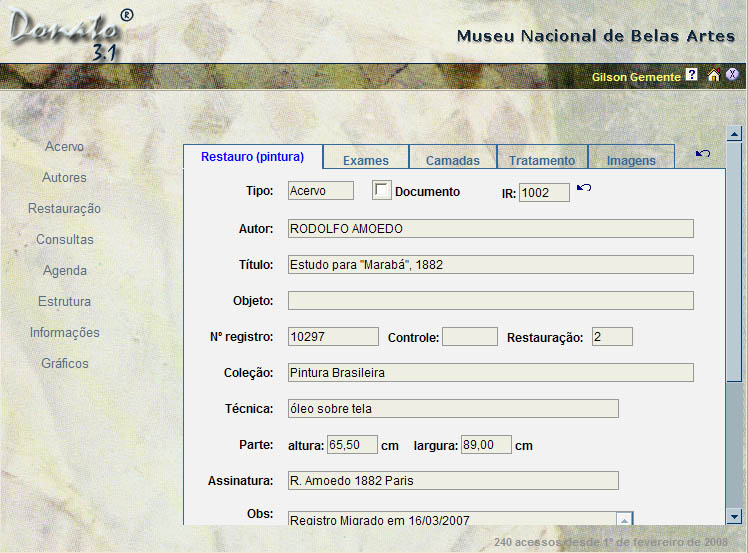 Donato ®
3.1
Museu Nacional de Belas Artes
Gilson Gemente ? X
Acervo
Autores
Restauração
Consultas
Agenda
Estrutura
Informações
Gráficos
Restauro (pintura) Exames Camadas Tratamento Imagens
Tipo: Acervo Documento IR: 1002
Autor: RODOLFO AMOEDO
Título: Estudo para "Marabá", 1882
Objeto:
Nº registro: 10297 Controle: Restauração: 2
Coleção: Pintura Brasileira
Técnica: óleo sobre tela
Parte: altura: 65,50 cm largura: 89,00 cm
Assinatura: R. Amoedo 1882 Paris
Obs: Registro Migrado em 16/03/2007
240 acessos desde 1º de fevereiro de 2008